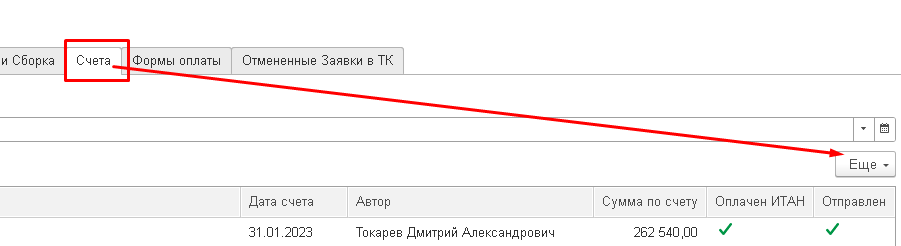 и Сборка Счета Формы оплаты Отмененные Заявки в ТК
Еще
Дата счета Автор Сумма по счету Оплачен ИТАН Отправлен
31.01.2023 Токарев Дмитрий Александрович 262 540,00